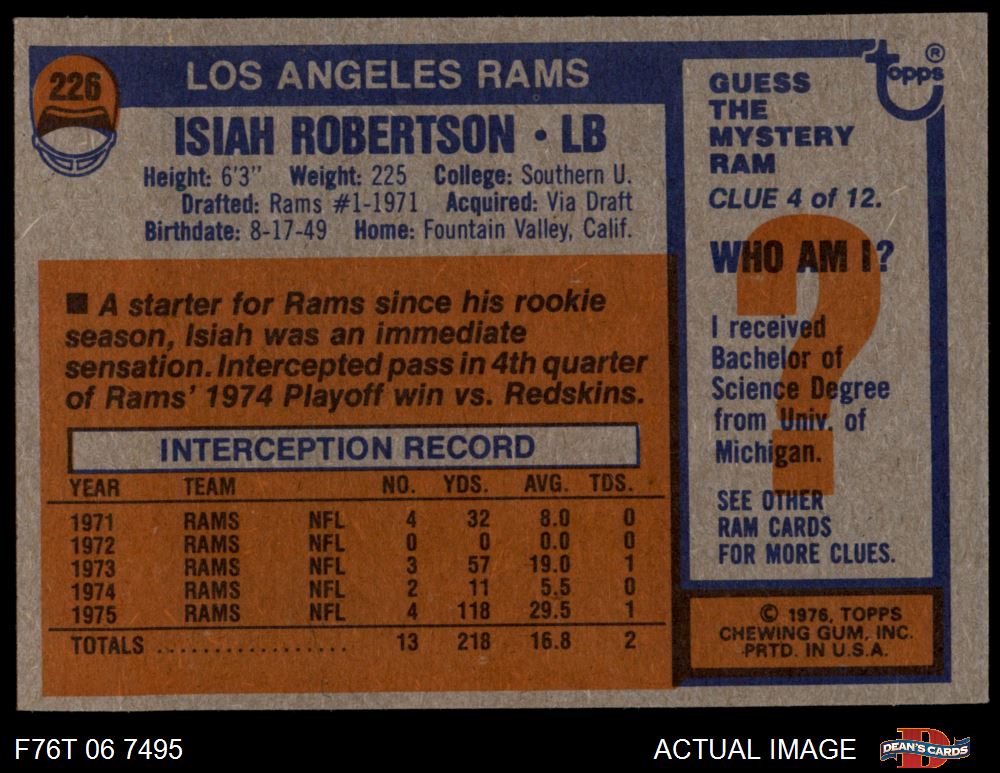 226
LOS ANGELES RAMS
ISIAH ROBERTSON • LB
Height: 6'3" Weight: 225 College: Southern U.
Drafted: Rams #1-1971 Acquired: Via Draft
Birthdate: 8-17-49 Home: Fountain Valley, Calif.
■ A starter for Rams since his rookie
season, Isiah was an immediate
sensation. Intercepted pass in 4th quarter
of Rams' 1974 Playoff win vs. Redskins.
INTERCEPTION RECORD
YEAR TEAM NO. YDS. AVG. TDS.
1971 RAMS NFL 4 32 8.0 0
1972 RAMS NFL 0 0 0.0 0
1973 RAMS NFL 3 57 19.0 1
1974 RAMS NFL 2 11 5.5 0
1975 RAMS NFL 4 118 29.5 1
TOTALS .................. 13 218 16.8 2
topps®
GUESS
THE
MYSTERY
RAM
CLUE 4 of 12.
?
WHO AM I?
I received
Bachelor of
Science Degree
from Univ. of
Michigan.
SEE OTHER
RAM CARDS
FOR MORE CLUES.
© 1976, TOPPS
CHEWING GUM, INC.
PRTD. IN U.S.A.
F76T 06 7495
ACTUAL IMAGE
DEAN'S CARDS